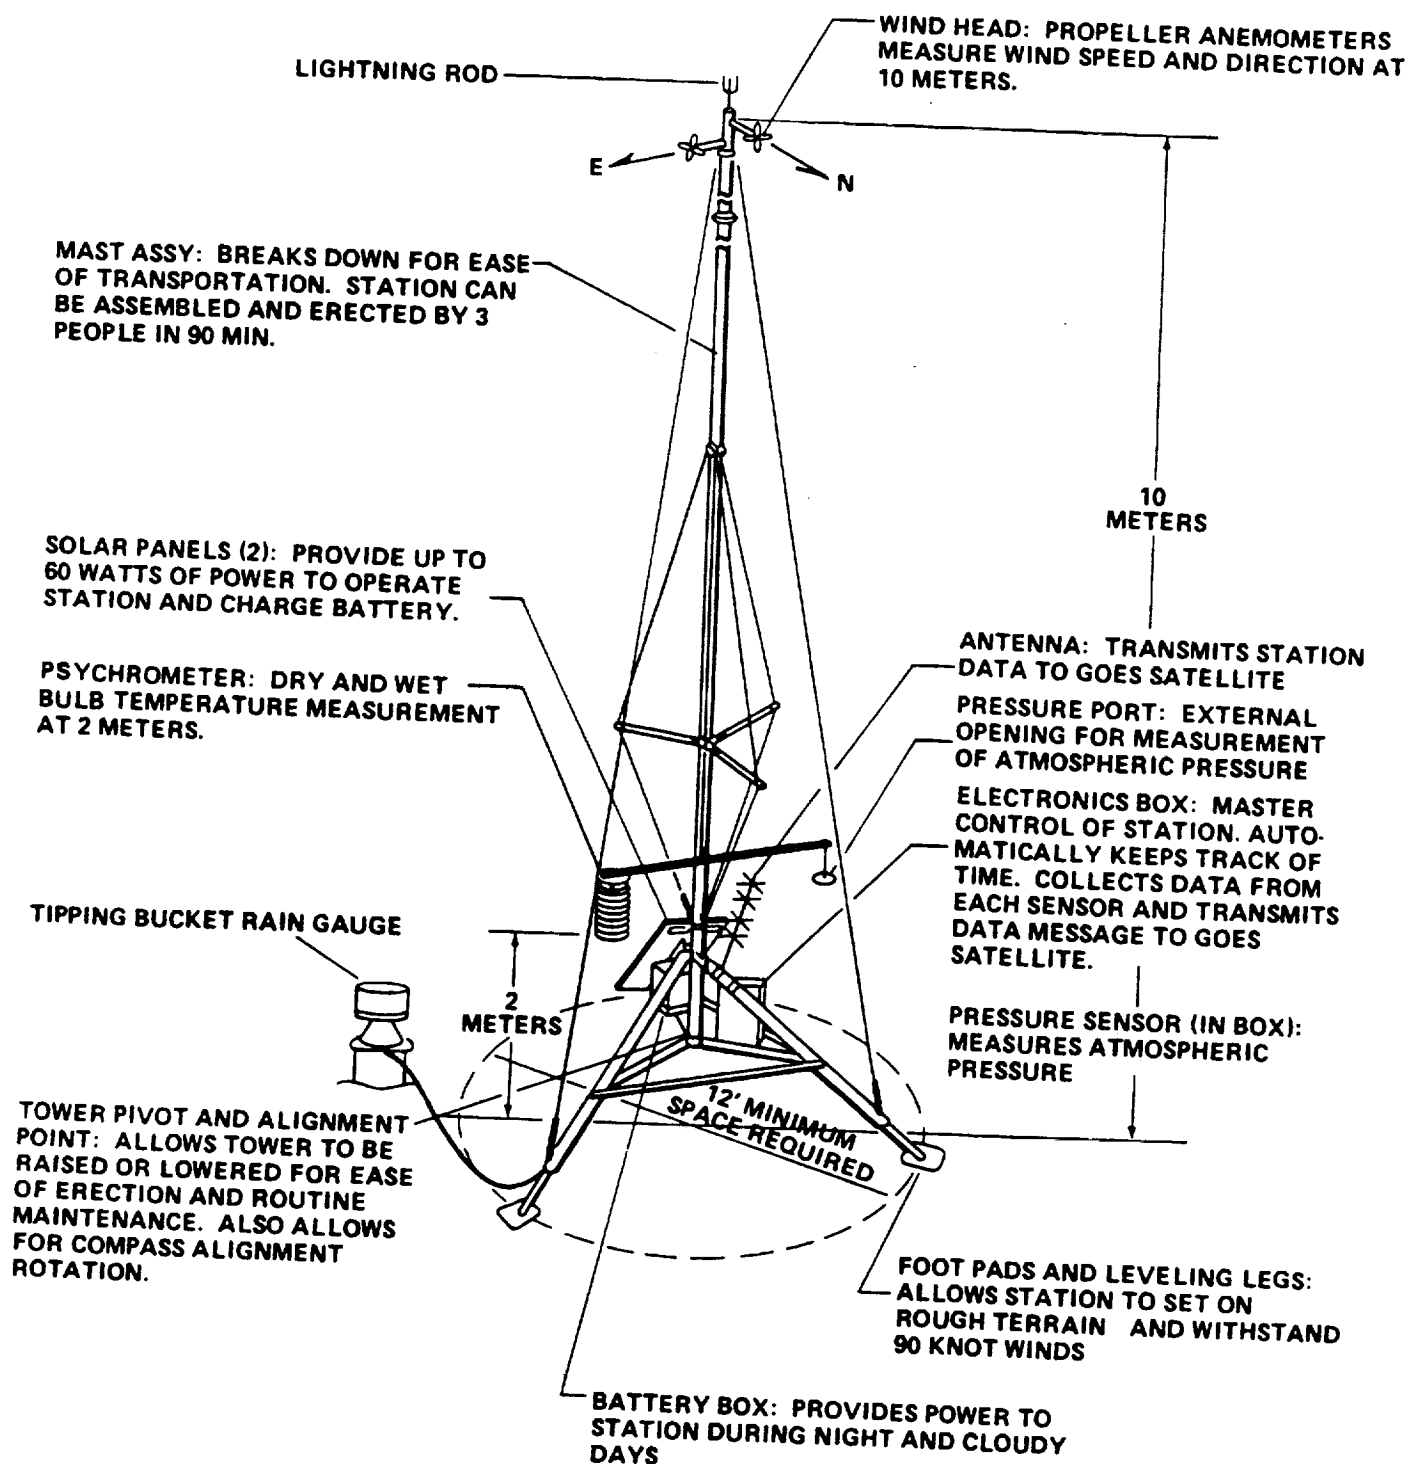 WIND HEAD: PROPELLER ANEMOMETERS
MEASURE WIND SPEED AND DIRECTION AT
10 METERS.
LIGHTNING ROD
E
N
MAST ASSY: BREAKS DOWN FOR EASE
OF TRANSPORTATION. STATION CAN
BE ASSEMBLED AND ERECTED BY 3
PEOPLE IN 90 MIN.
10
METERS
SOLAR PANELS (2): PROVIDE UP TO
60 WATTS OF POWER TO OPERATE
STATION AND CHARGE BATTERY.
PSYCHROMETER: DRY AND WET
BULB TEMPERATURE MEASUREMENT
AT 2 METERS.
ANTENNA: TRANSMITS STATION
DATA TO GOES SATELLITE
PRESSURE PORT: EXTERNAL
OPENING FOR MEASUREMENT
OF ATMOSPHERIC PRESSURE
ELECTRONICS BOX: MASTER
CONTROL OF STATION. AUTO-
MATICALLY KEEPS TRACK OF
TIME. COLLECTS DATA FROM
EACH SENSOR AND TRANSMITS
DATA MESSAGE TO GOES
SATELLITE.
TIPPING BUCKET RAIN GAUGE
2
METERS
PRESSURE SENSOR (IN BOX):
MEASURES ATMOSPHERIC
PRESSURE
12' MINIMUM
SPACE REQUIRED
TOWER PIVOT AND ALIGNMENT
POINT: ALLOWS TOWER TO BE
RAISED OR LOWERED FOR EASE
OF ERECTION AND ROUTINE
MAINTENANCE. ALSO ALLOWS
FOR COMPASS ALIGNMENT
ROTATION.
FOOT PADS AND LEVELING LEGS:
ALLOWS STATION TO SET ON
ROUGH TERRAIN AND WITHSTAND
90 KNOT WINDS
BATTERY BOX: PROVIDES POWER TO
STATION DURING NIGHT AND CLOUDY
DAYS